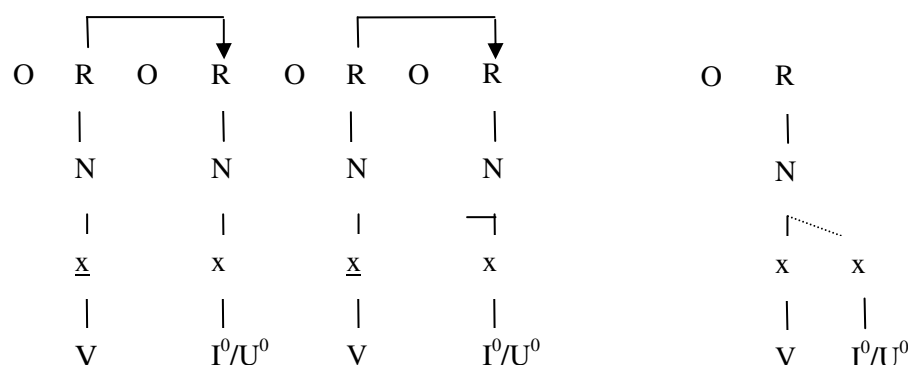 O R O R O R O R O R
N N N N N
x x x x x x
V I⁰/U⁰ V I⁰/U⁰ V I⁰/U⁰